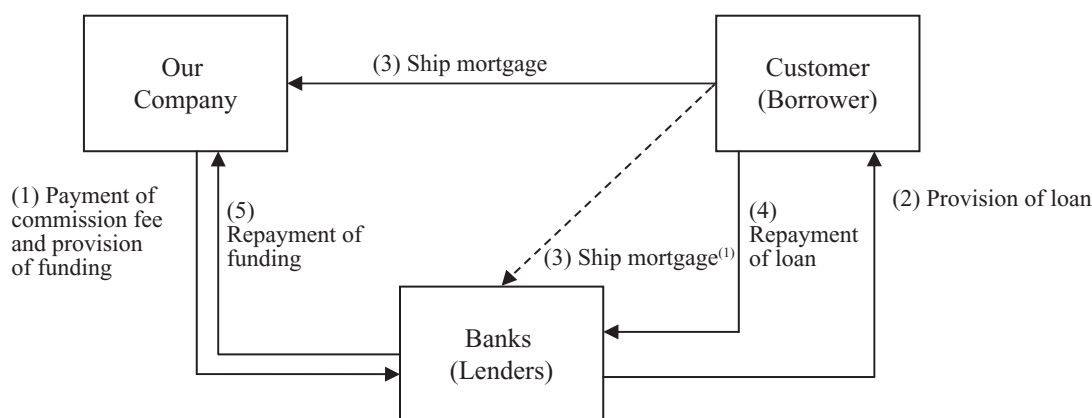 Our
Company
(3) Ship mortgage
Customer
(Borrower)
(1) Payment of
commission fee
and provision
of funding
(5)
Repayment of
funding
(3) Ship mortgage(1)
(4)
Repayment
of loan
(2) Provision of loan
Banks
(Lenders)